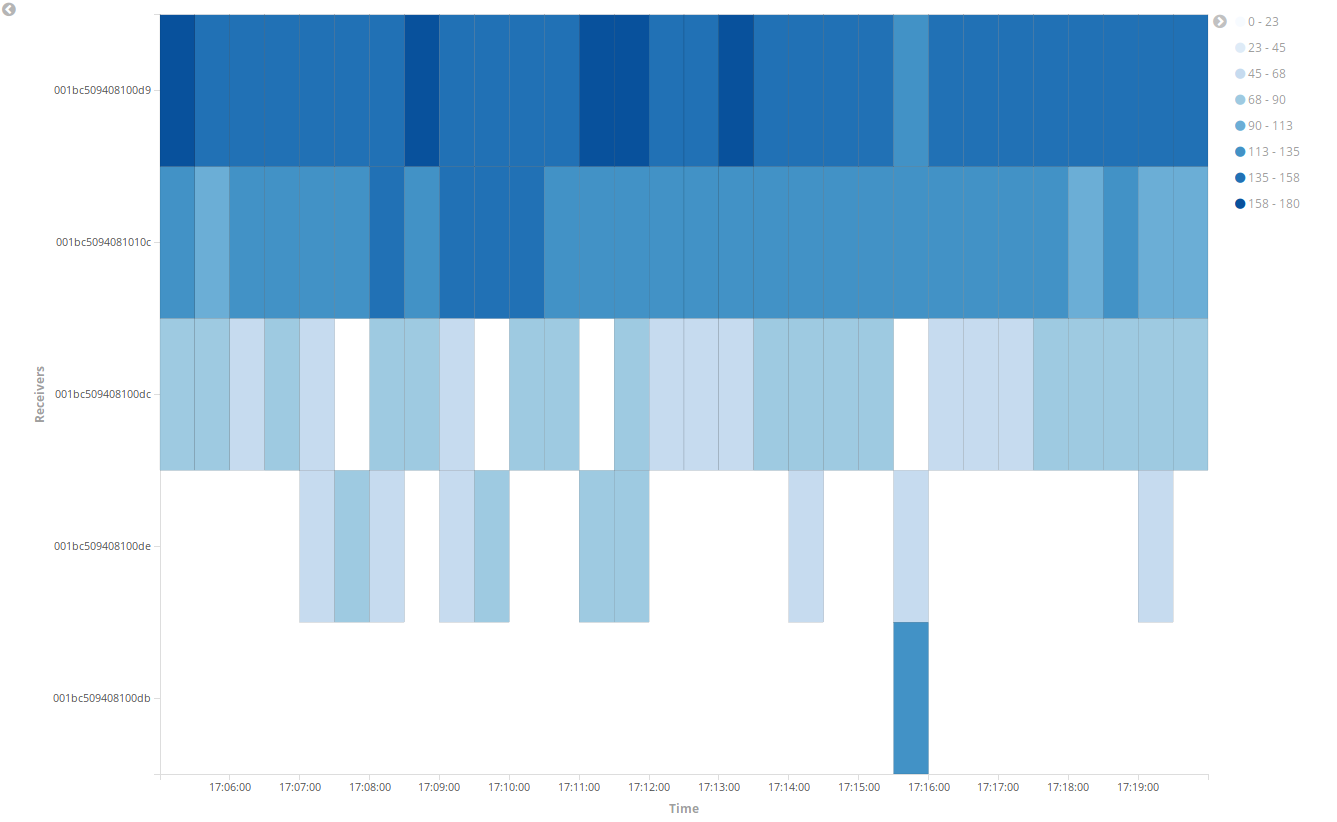 001bc509408100d9
001bc5094081010c
001bc509408100dc
001bc509408100de
001bc509408100db
Receivers
17:06:00 17:07:00 17:08:00 17:09:00 17:10:00 17:11:00 17:12:00 17:13:00 17:14:00 17:15:00 17:16:00 17:17:00 17:18:00 17:19:00
Time
0 - 23
23 - 45
45 - 68
68 - 90
90 - 113
113 - 135
135 - 158
158 - 180